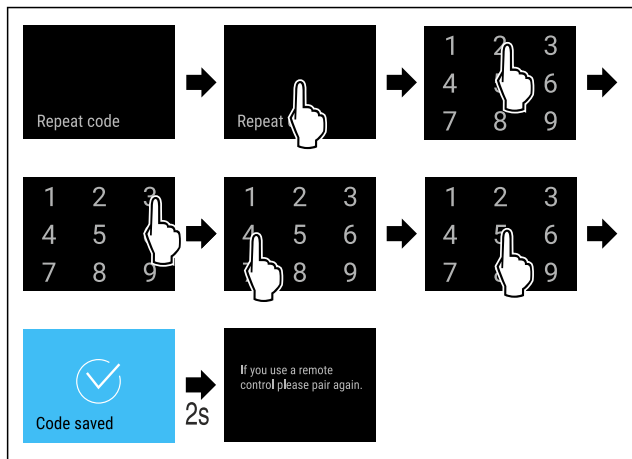 Repeat code
Repeat
1 2 3
4 6
7 8 9
1 2 3
4 5
7 8 9
1 2 3
4 5 6
7 8 9
1 2 3
4 5 6
7 8 9
Code saved
2s
If you use a remote
control please pair again.